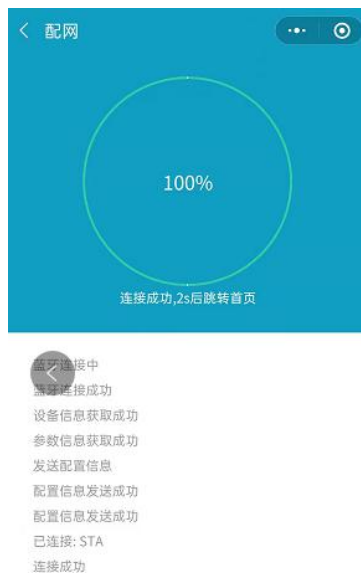 配网
100%
连接成功,2s后跳转首页
蓝牙连接中
蓝牙连接成功
设备信息获取成功
参数信息获取成功
发送配置信息
配置信息发送成功
配置信息发送成功
已连接: STA
连接成功